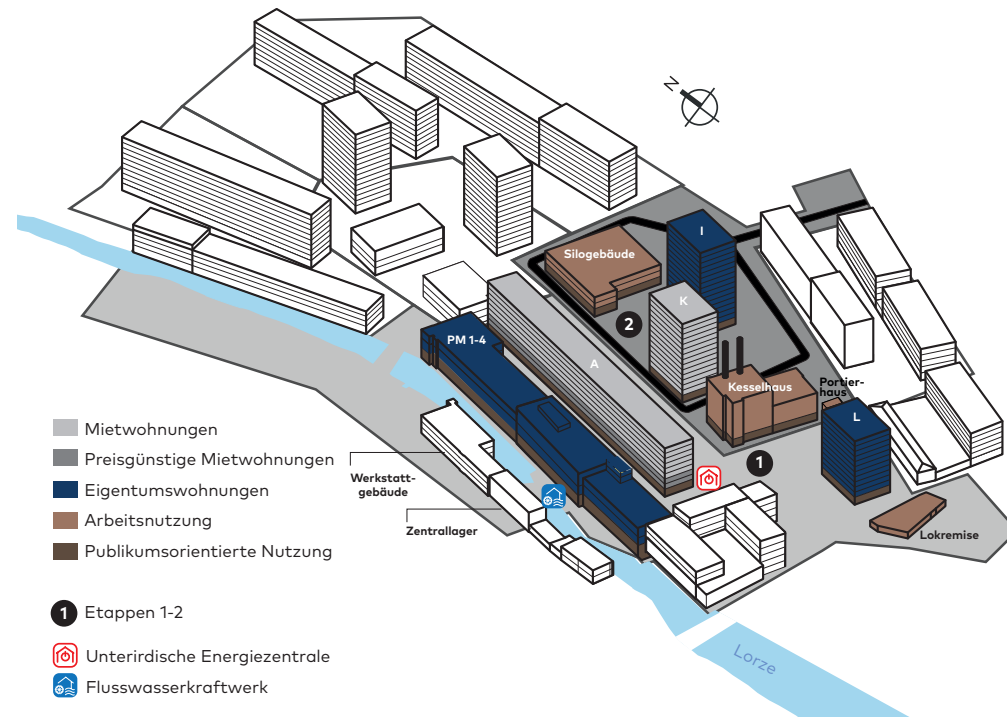 N
Silogebäude
I
K
2
PM 1-4
A
Kesselhaus
Portier-
haus
L
1
Werkstatt-
gebäude
Zentrallager
Lokremise
Mietwohnungen
Preisgünstige Mietwohnungen
Eigentumswohnungen
Arbeitsnutzung
Publikumsorientierte Nutzung
1 Etappen 1-2
Unterirdische Energiezentrale
Flusswasserkraftwerk
Lorze